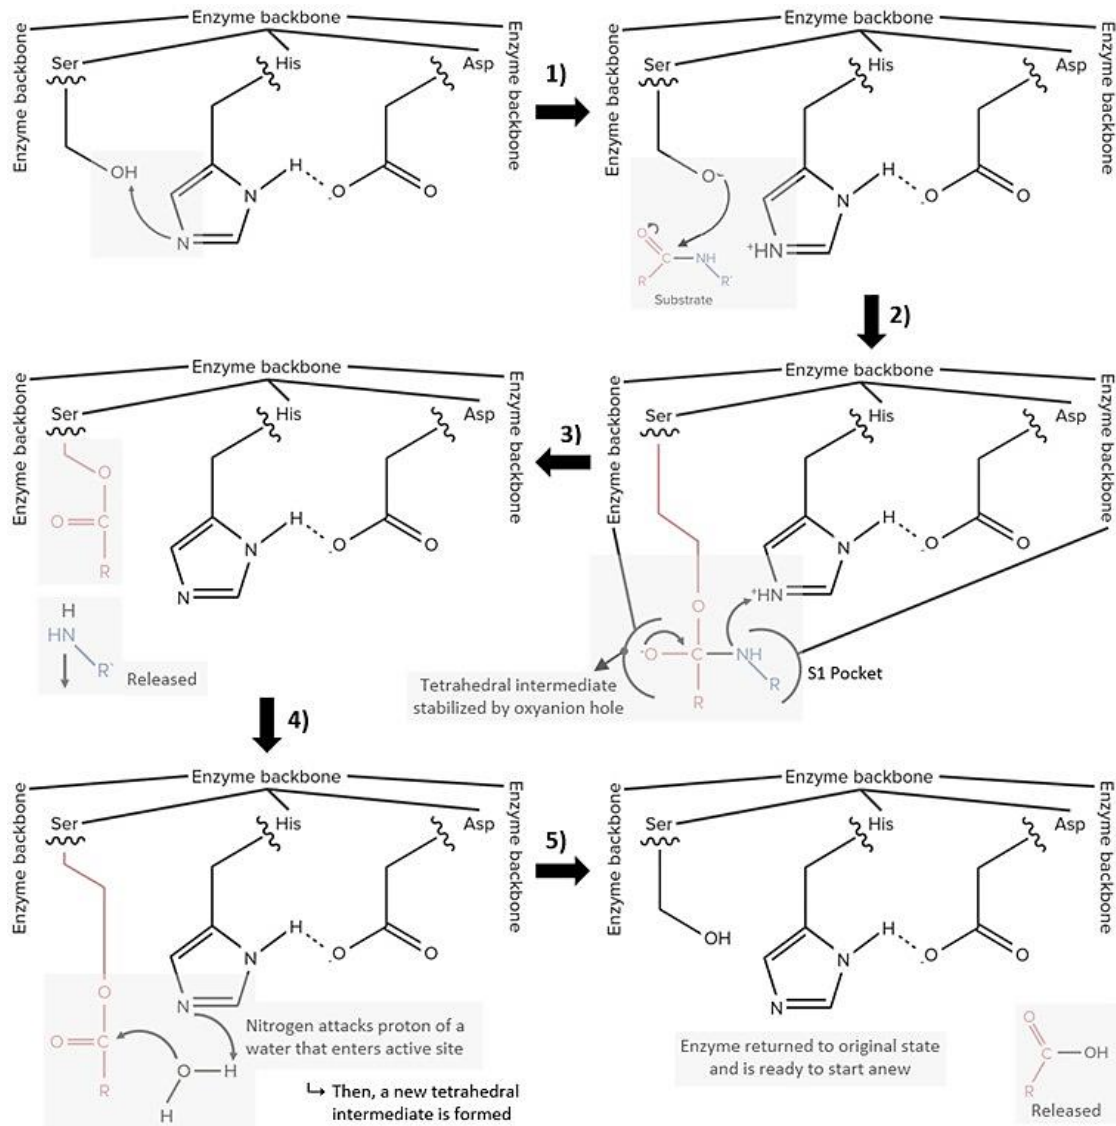 Enzyme backbone
Enzyme backbone
Enzyme backbone
Ser
His
Asp
OH
N
N
H
-O
O
1)
Enzyme backbone
Enzyme backbone
Enzyme backbone
Ser
His
Asp
O-
H
N
-O
O
+HN
O
C
NH
R
R'
Substrate
2)
Enzyme backbone
Enzyme backbone
Enzyme backbone
Ser
His
Asp
O
O
C
R
H
N
-O
O
N
H
HN
R'
Released
3)
Enzyme backbone
Enzyme backbone
Enzyme backbone
Ser
His
Asp
H
N
-O
O
+HN
O
-O
C
NH
R
R
S1 Pocket
Tetrahedral intermediate
stabilized by oxyanion hole
4)
Enzyme backbone
Enzyme backbone
Enzyme backbone
Ser
His
Asp
H
N
-O
O
O
N
O
C
R
O
H
H
Nitrogen attacks proton of a
water that enters active site
↳ Then, a new tetrahedral
intermediate is formed
5)
Enzyme backbone
Enzyme backbone
Enzyme backbone
Ser
His
Asp
OH
H
N
-O
O
N
Enzyme returned to original state
and is ready to start anew
O
C
OH
R
Released